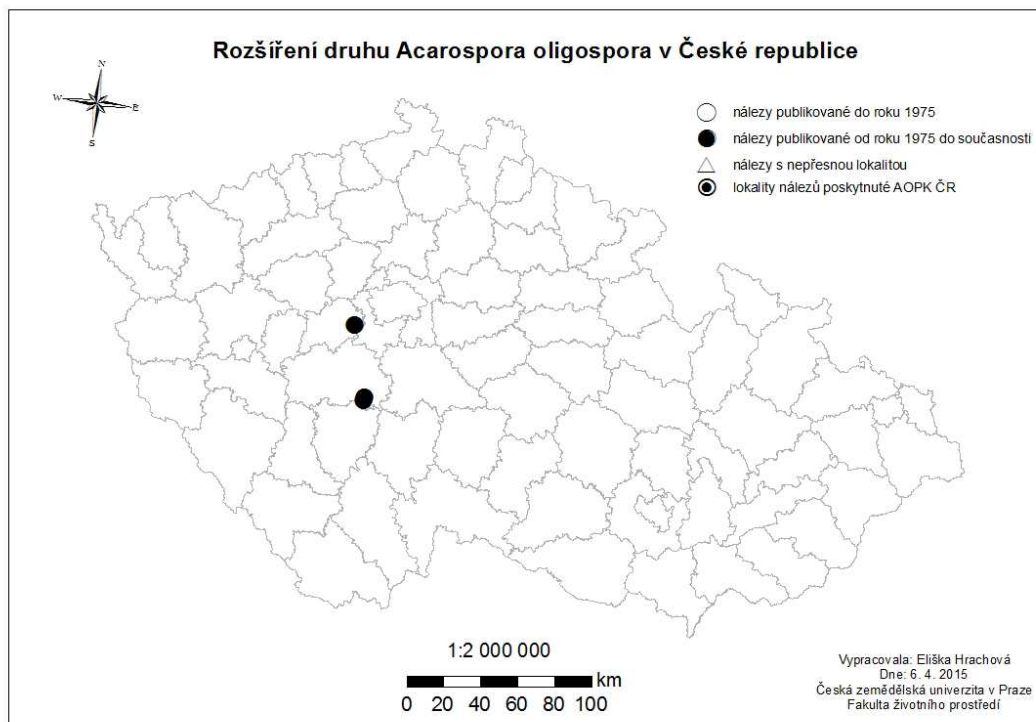 Rozšíření druhu Acarospora oligospora v České republice
N
W
E
S
nálezy publikované do roku 1975
nálezy publikované od roku 1975 do současnosti
nálezy s nepřesnou lokalitou
lokality nálezů poskytnuté AOPK ČR
1:2 000 000
km
0 20 40 60 80 100
Vypracovala: Eliška Hrachová
Dne: 6. 4. 2015
Česká zemědělská univerzita v Praze
Fakulta životního prostředí